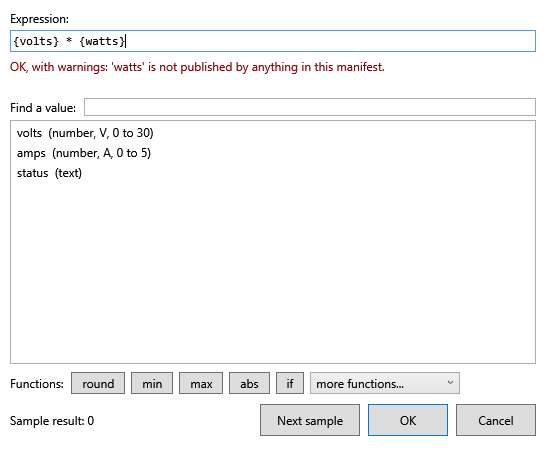 Expression:
{volts} * {watts}
OK, with warnings: 'watts' is not published by anything in this manifest.
Find a value:
volts (number, V, 0 to 30)
amps (number, A, 0 to 5)
status (text)
Functions: round min max abs if more functions...
Sample result: 0 Next sample OK Cancel